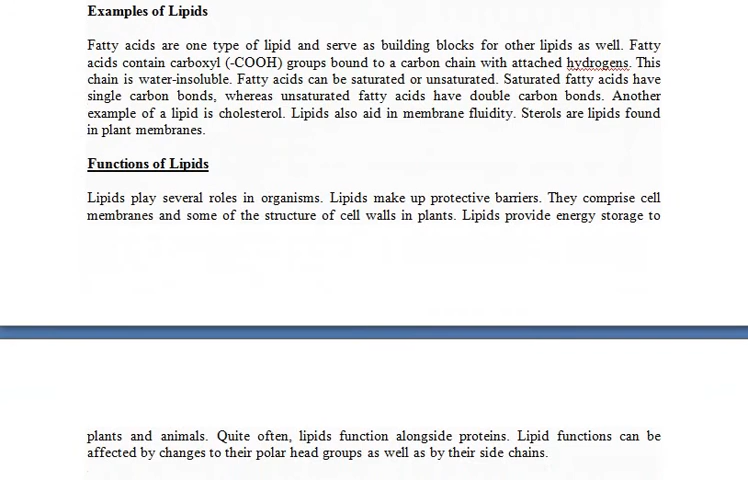 Examples of Lipids
Fatty acids are one type of lipid and serve as building blocks for other lipids as well. Fatty
acids contain carboxyl (-COOH) groups bound to a carbon chain with attached hydrogens. This
chain is water-insoluble. Fatty acids can be saturated or unsaturated. Saturated fatty acids have
single carbon bonds, whereas unsaturated fatty acids have double carbon bonds. Another
example of a lipid is cholesterol. Lipids also aid in membrane fluidity. Sterols are lipids found
in plant membranes.
Functions of Lipids
Lipids play several roles in organisms. Lipids make up protective barriers. They comprise cell
membranes and some of the structure of cell walls in plants. Lipids provide energy storage to
plants and animals. Quite often, lipids function alongside proteins. Lipid functions can be
affected by changes to their polar head groups as well as by their side chains.